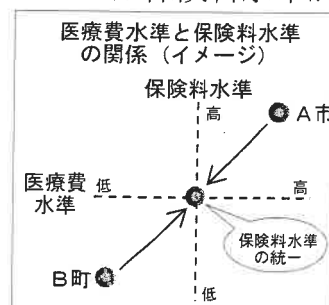 医療費水準と保険料水準
の関係（イメージ）
保険料水準
高
A市
医療費
水準
低
高
保険料水準
の統一
B町
低